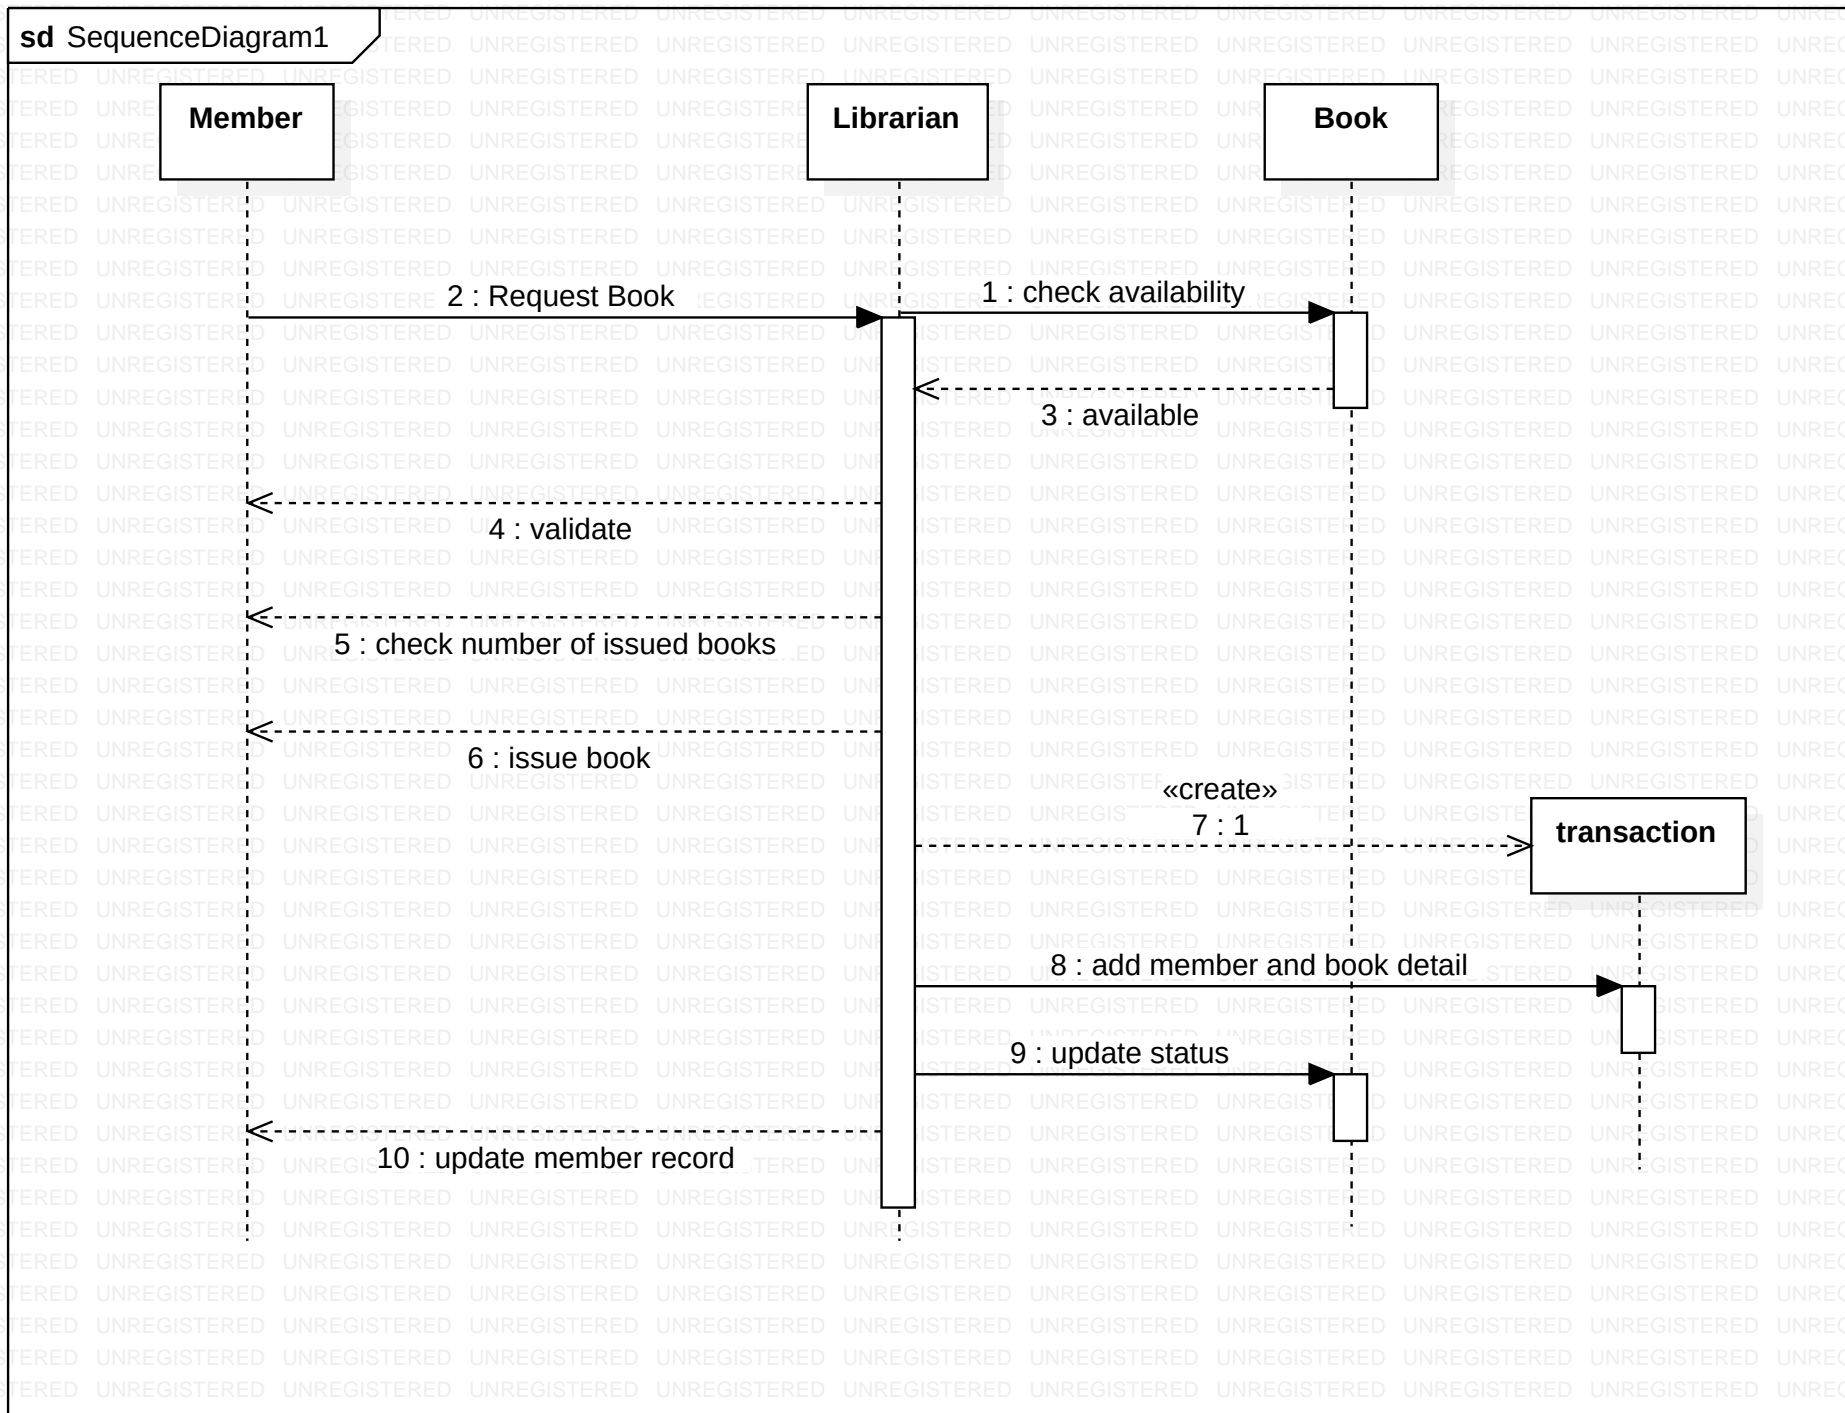 sd SequenceDiagram1
Member
Librarian
Book
2 : Request Book
1 : check availability
3 : available
4 : validate
5 : check number of issued books
6 : issue book
«create»
7 : 1
transaction
8 : add member and book detail
9 : update status
10 : update member record
UNREGISTERED